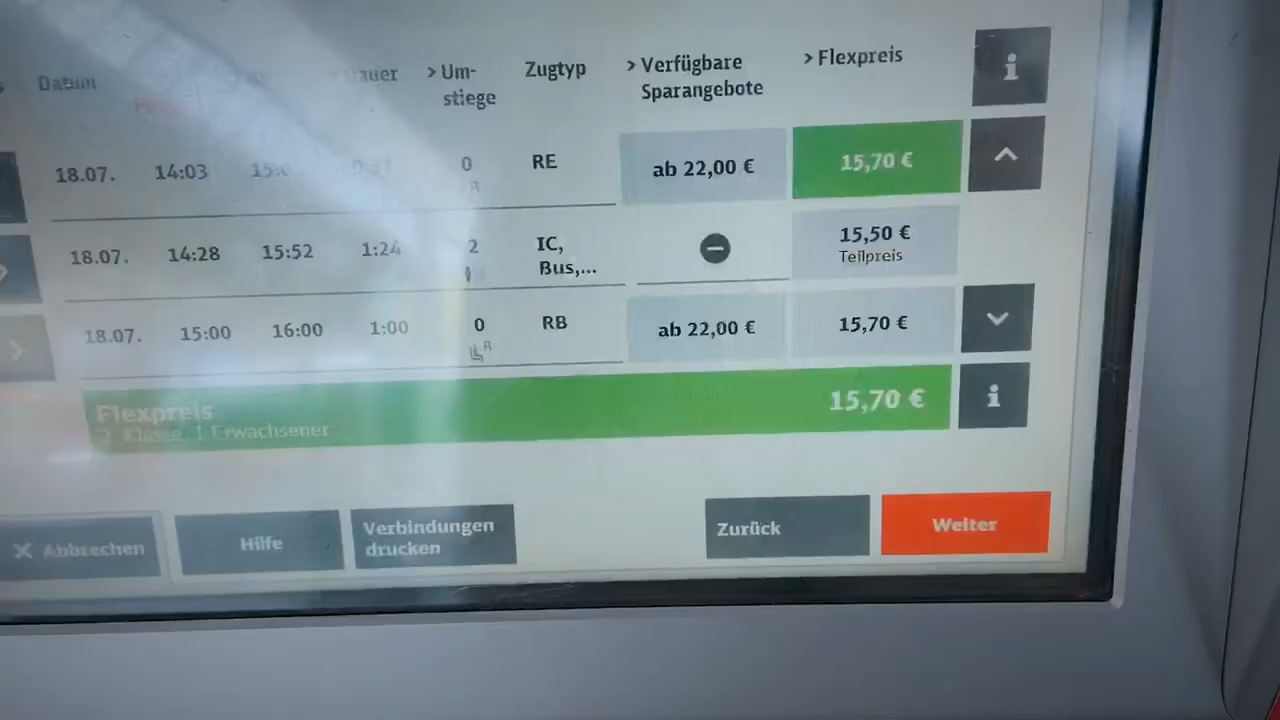 Datum
Dauer
> Um-
stiege
Zugtyp
> Verfügbare
Sparangebote
> Flexpreis
i
18.07. 14:03 0 RE ab 22,00 € 15,70 €
R
18.07. 14:28 15:52 1:24 2 IC,
Bus,...
15,50 €
Teilpreis
18.07. 15:00 16:00 1:00 0 RB ab 22,00 € 15,70 €
R
Flexpreis 15,70 €
2. Klasse, 1 Erwachsener
i
Abbrechen
Hilfe
Verbindungen
drucken
Zurück
Weiter